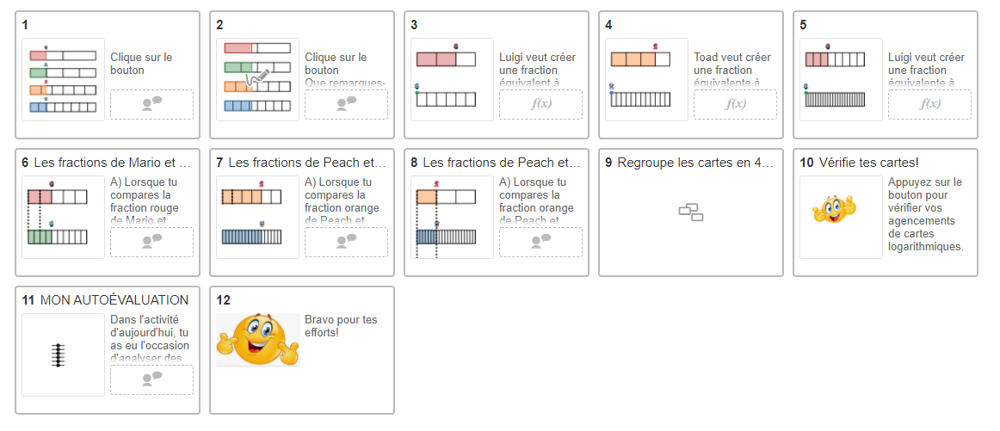 1
Clique sur le
bouton
2
Clique sur le
bouton
Que remarques-
3
Luigi veut créer
une fraction
équivalent à
f(x)
4
Toad veut créer
une fraction
équivalente à
f(x)
5
Luigi veut créer
une fraction
équivalente à
f(x)
6 Les fractions de Mario et ...
A) Lorsque tu
compares la
fraction rouge
de Mario et
7 Les fractions de Peach et...
A) Lorsque tu
compares la
fraction orange
de Peach et
8 Les fractions de Peach et...
A) Lorsque tu
compares la
fraction orange
de Peach et
9 Regroupe les cartes en 4...
10 Vérifie tes cartes!
Appuyez sur le
bouton pour
vérifier vos
agencements
de cartes
logarithmiques.
11 MON AUTOÉVALUATION
Dans l'activité
d'aujourd'hui, tu
as eu l'occasion
d'analyser des
12
Bravo pour tes
efforts!